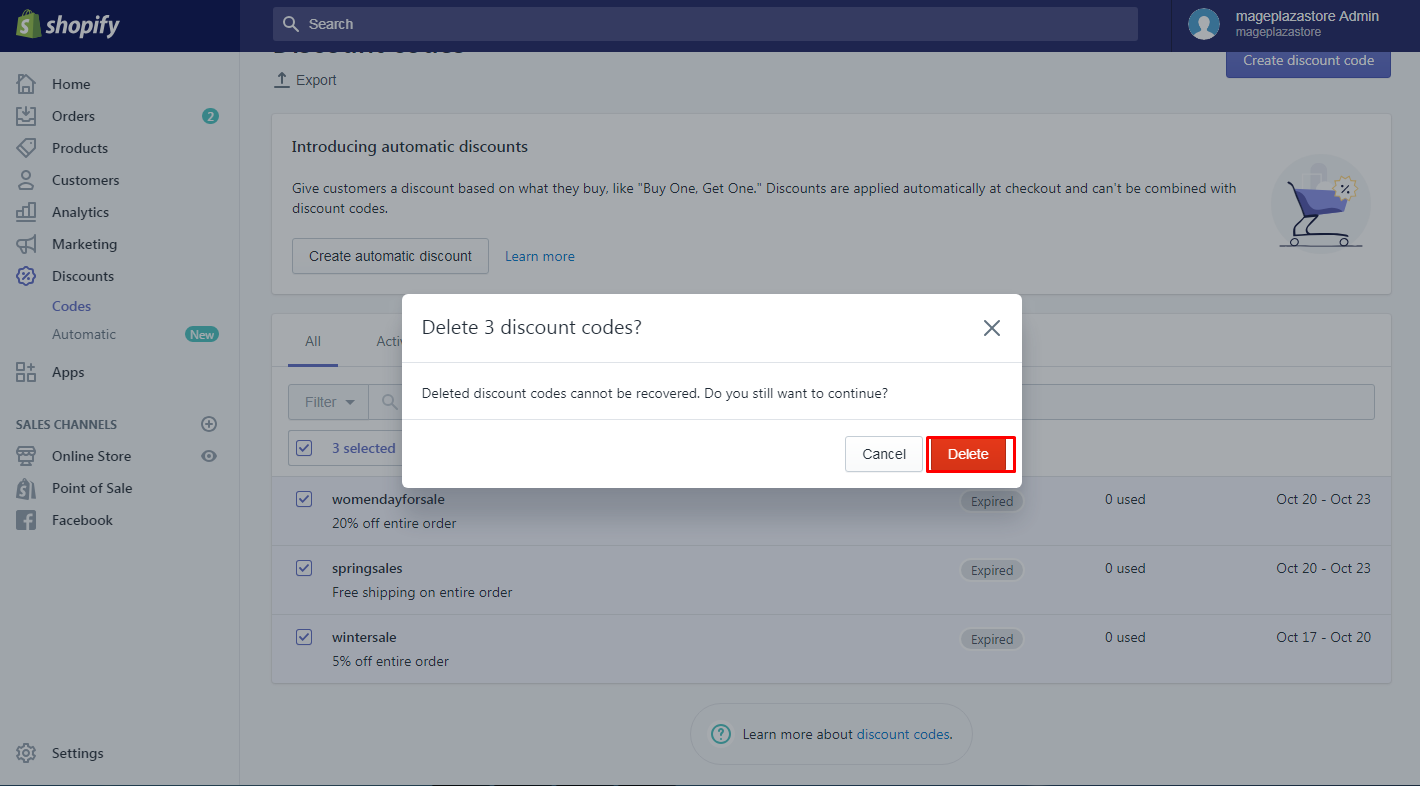 shopify
Search
mageplazastore Admin
mageplazastore
Export
Create discount code
Home
Orders 2
Products
Customers
Analytics
Marketing
Discounts
Codes
Automatic New
Apps
SALES CHANNELS
Online Store
Point of Sale
Facebook
Settings
Introducing automatic discounts
Give customers a discount based on what they buy, like "Buy One, Get One." Discounts are applied automatically at checkout and can't be combined with
discount codes.
Create automatic discount Learn more
All
Filter
3 selected
Delete 3 discount codes?
Deleted discount codes cannot be recovered. Do you still want to continue?
Cancel Delete
womendayforsale Expired 0 used Oct 20 - Oct 23
20% off entire order
springsales Expired 0 used Oct 20 - Oct 23
Free shipping on entire order
wintersale Expired 0 used Oct 17 - Oct 20
5% off entire order
Learn more about discount codes.